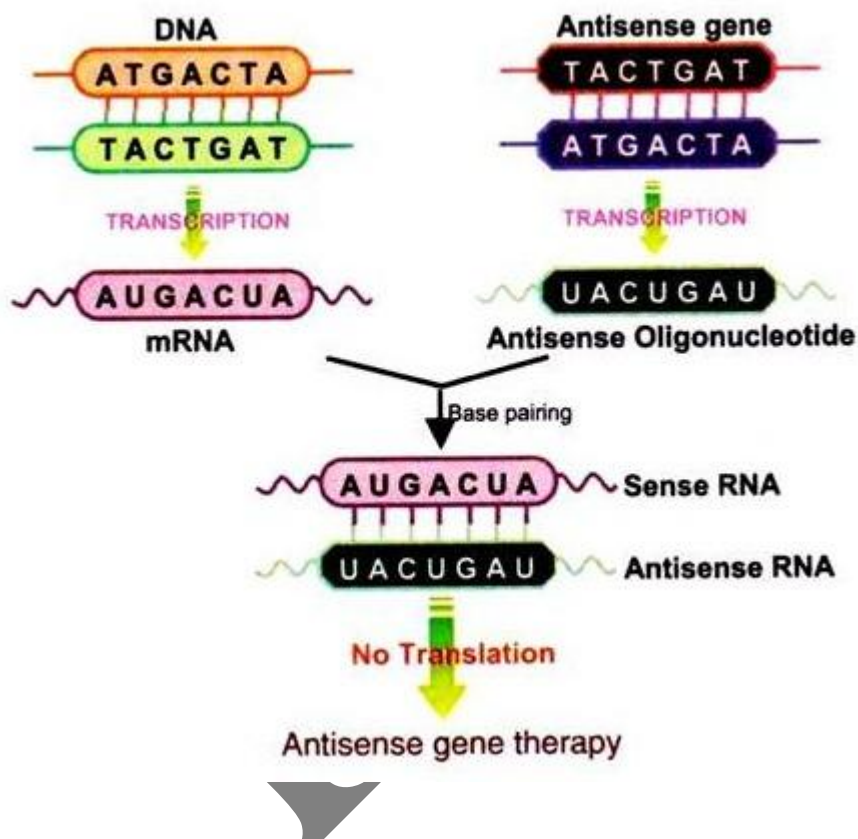 DNA
ATGACTA
TACTGAT
TRANSCRIPTION
AUGACUA
mRNA
Antisense gene
TACTGAT
ATGACTA
TRANSCRIPTION
UACUGAU
Antisense Oligonucleotide
Base pairing
AUGACUA
Sense RNA
UACUGAU
Antisense RNA
No Translation
Antisense gene therapy